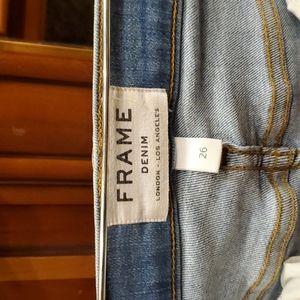 FRAME
DENIM
LONDON - LOS ANGELES
26